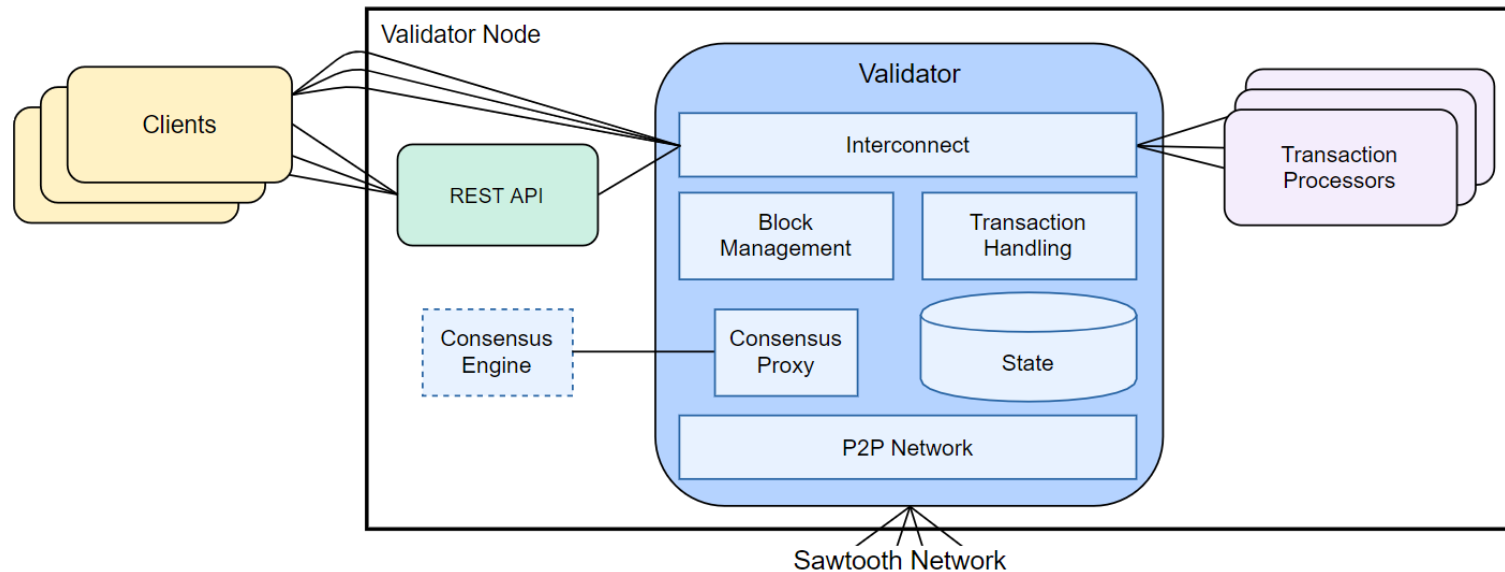 Validator Node
Validator
Clients
Interconnect
Transaction
Processors
REST API
Block
Management
Transaction
Handling
Consensus
Engine
Consensus
Proxy
State
P2P Network
Sawtooth Network